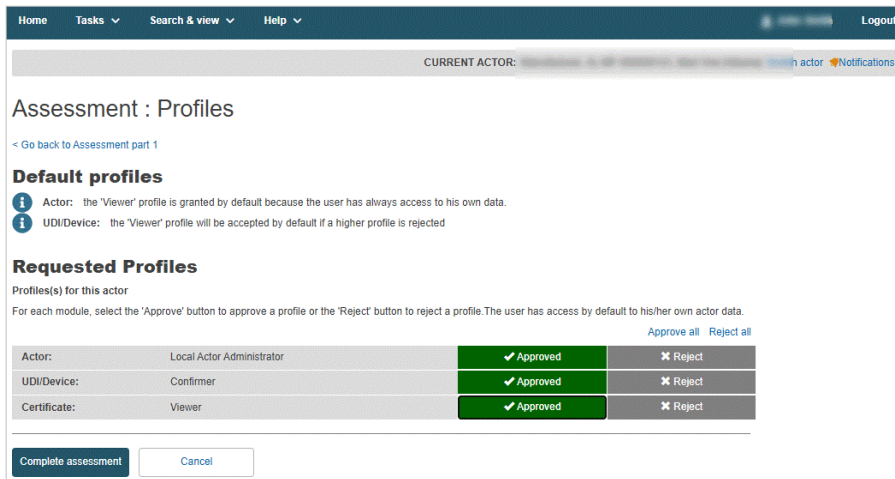 Home Tasks Search & view Help Logout
CURRENT ACTOR: actor Notifications
Assessment : Profiles
< Go back to Assessment part 1
Default profiles
Actor: the 'Viewer' profile is granted by default because the user has always access to his own data.
UDI/Device: the 'Viewer' profile will be accepted by default if a higher profile is rejected
Requested Profiles
Profiles(s) for this actor
For each module, select the 'Approve' button to approve a profile or the 'Reject' button to reject a profile.The user has access by default to his/her own actor data.
Approve all Reject all
Actor: Local Actor Administrator Approved Reject
UDI/Device: Confirmer Approved Reject
Certificate: Viewer Approved Reject
Complete assessment Cancel